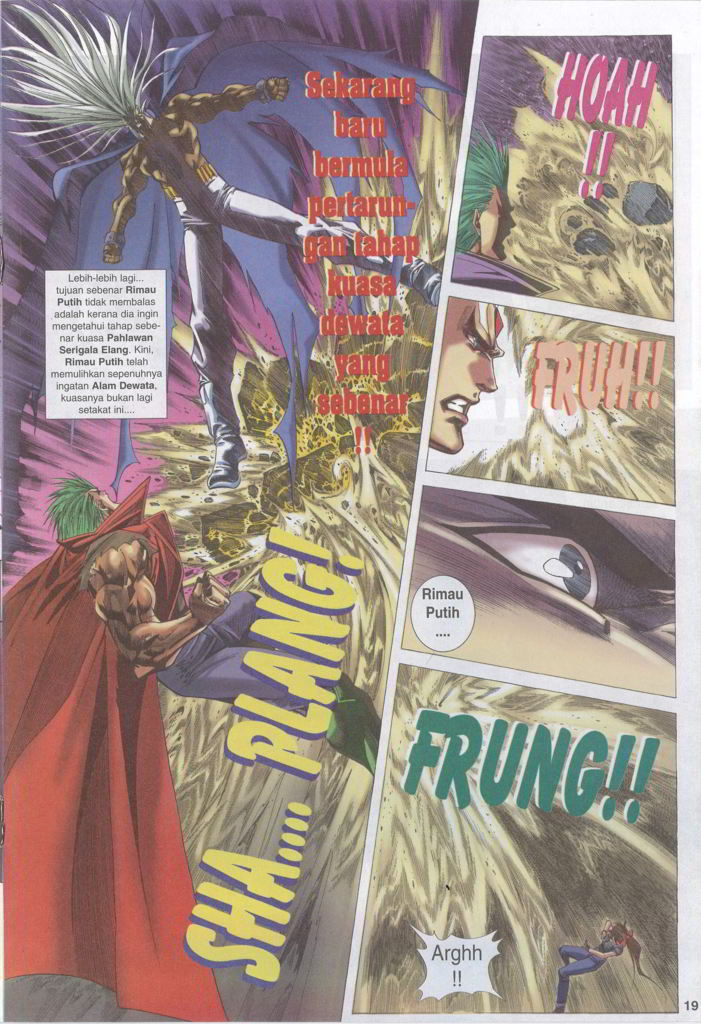 Sekarang
baru
bermula
pertarun-
gan tahap
kuasa
dewata
yang
sebenar
!!
Lebih-lebih lagi...
tujuan sebenar Rimau
Putih tidak membalas
adalah kerana dia ingin
mengetahui tahap sebe-
nar kuasa Pahlawan
Serigala Elang. Kini,
Rimau Putih telah
memulihkan sepenuhnya
ingatan Alam Dewata,
kuasanya bukan lagi
setakat ini....
SHA.... PLANG!
HOAH
!!
FRUH!!
Rimau
Putih
....
FRUNG!!
Arghh
!!
19